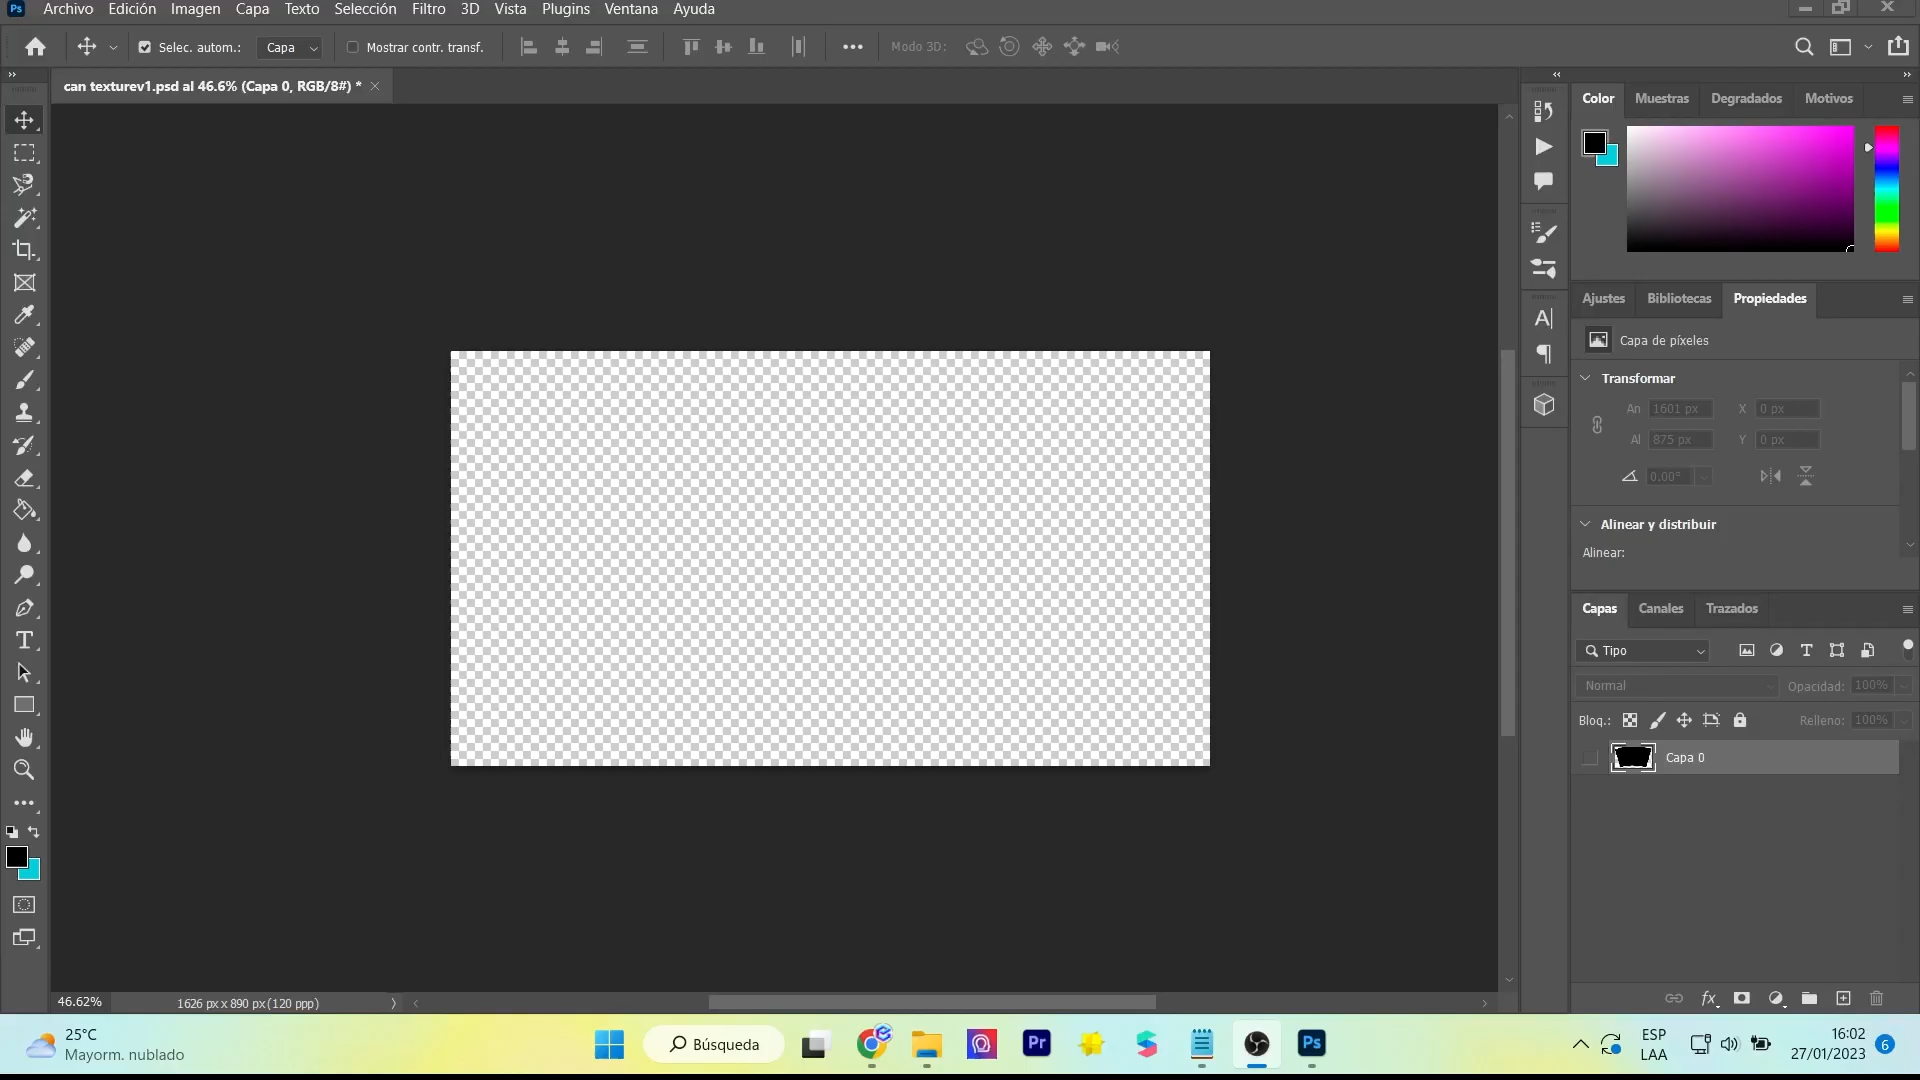 Ps Archivo Edición Imagen Capa Texto Selección Filtro 3D Vista Plugins Ventana Ayuda
Selec. autom.: Capa Mostrar contr. transf. Modo 3D:
can texturev1.psd al 46.6% (Capa 0, RGB/8#) *
Color Muestras Degradados Motivos
Ajustes Bibliotecas Propiedades
Capa de píxeles
Transformar
An 1601 px X 0 px
Al 875 px Y 0 px
0.00°
Alinear y distribuir
Alinear:
Capas Canales Trazados
Tipo
Normal Opacidad: 100%
Bloq.: Relleno: 100%
Capa 0
46.62% 1626 px x 890 px (120 ppp)
25°C
Mayorm. nublado
Búsqueda
Pr
Ps
ESP
LAA
16:02
27/01/2023
6